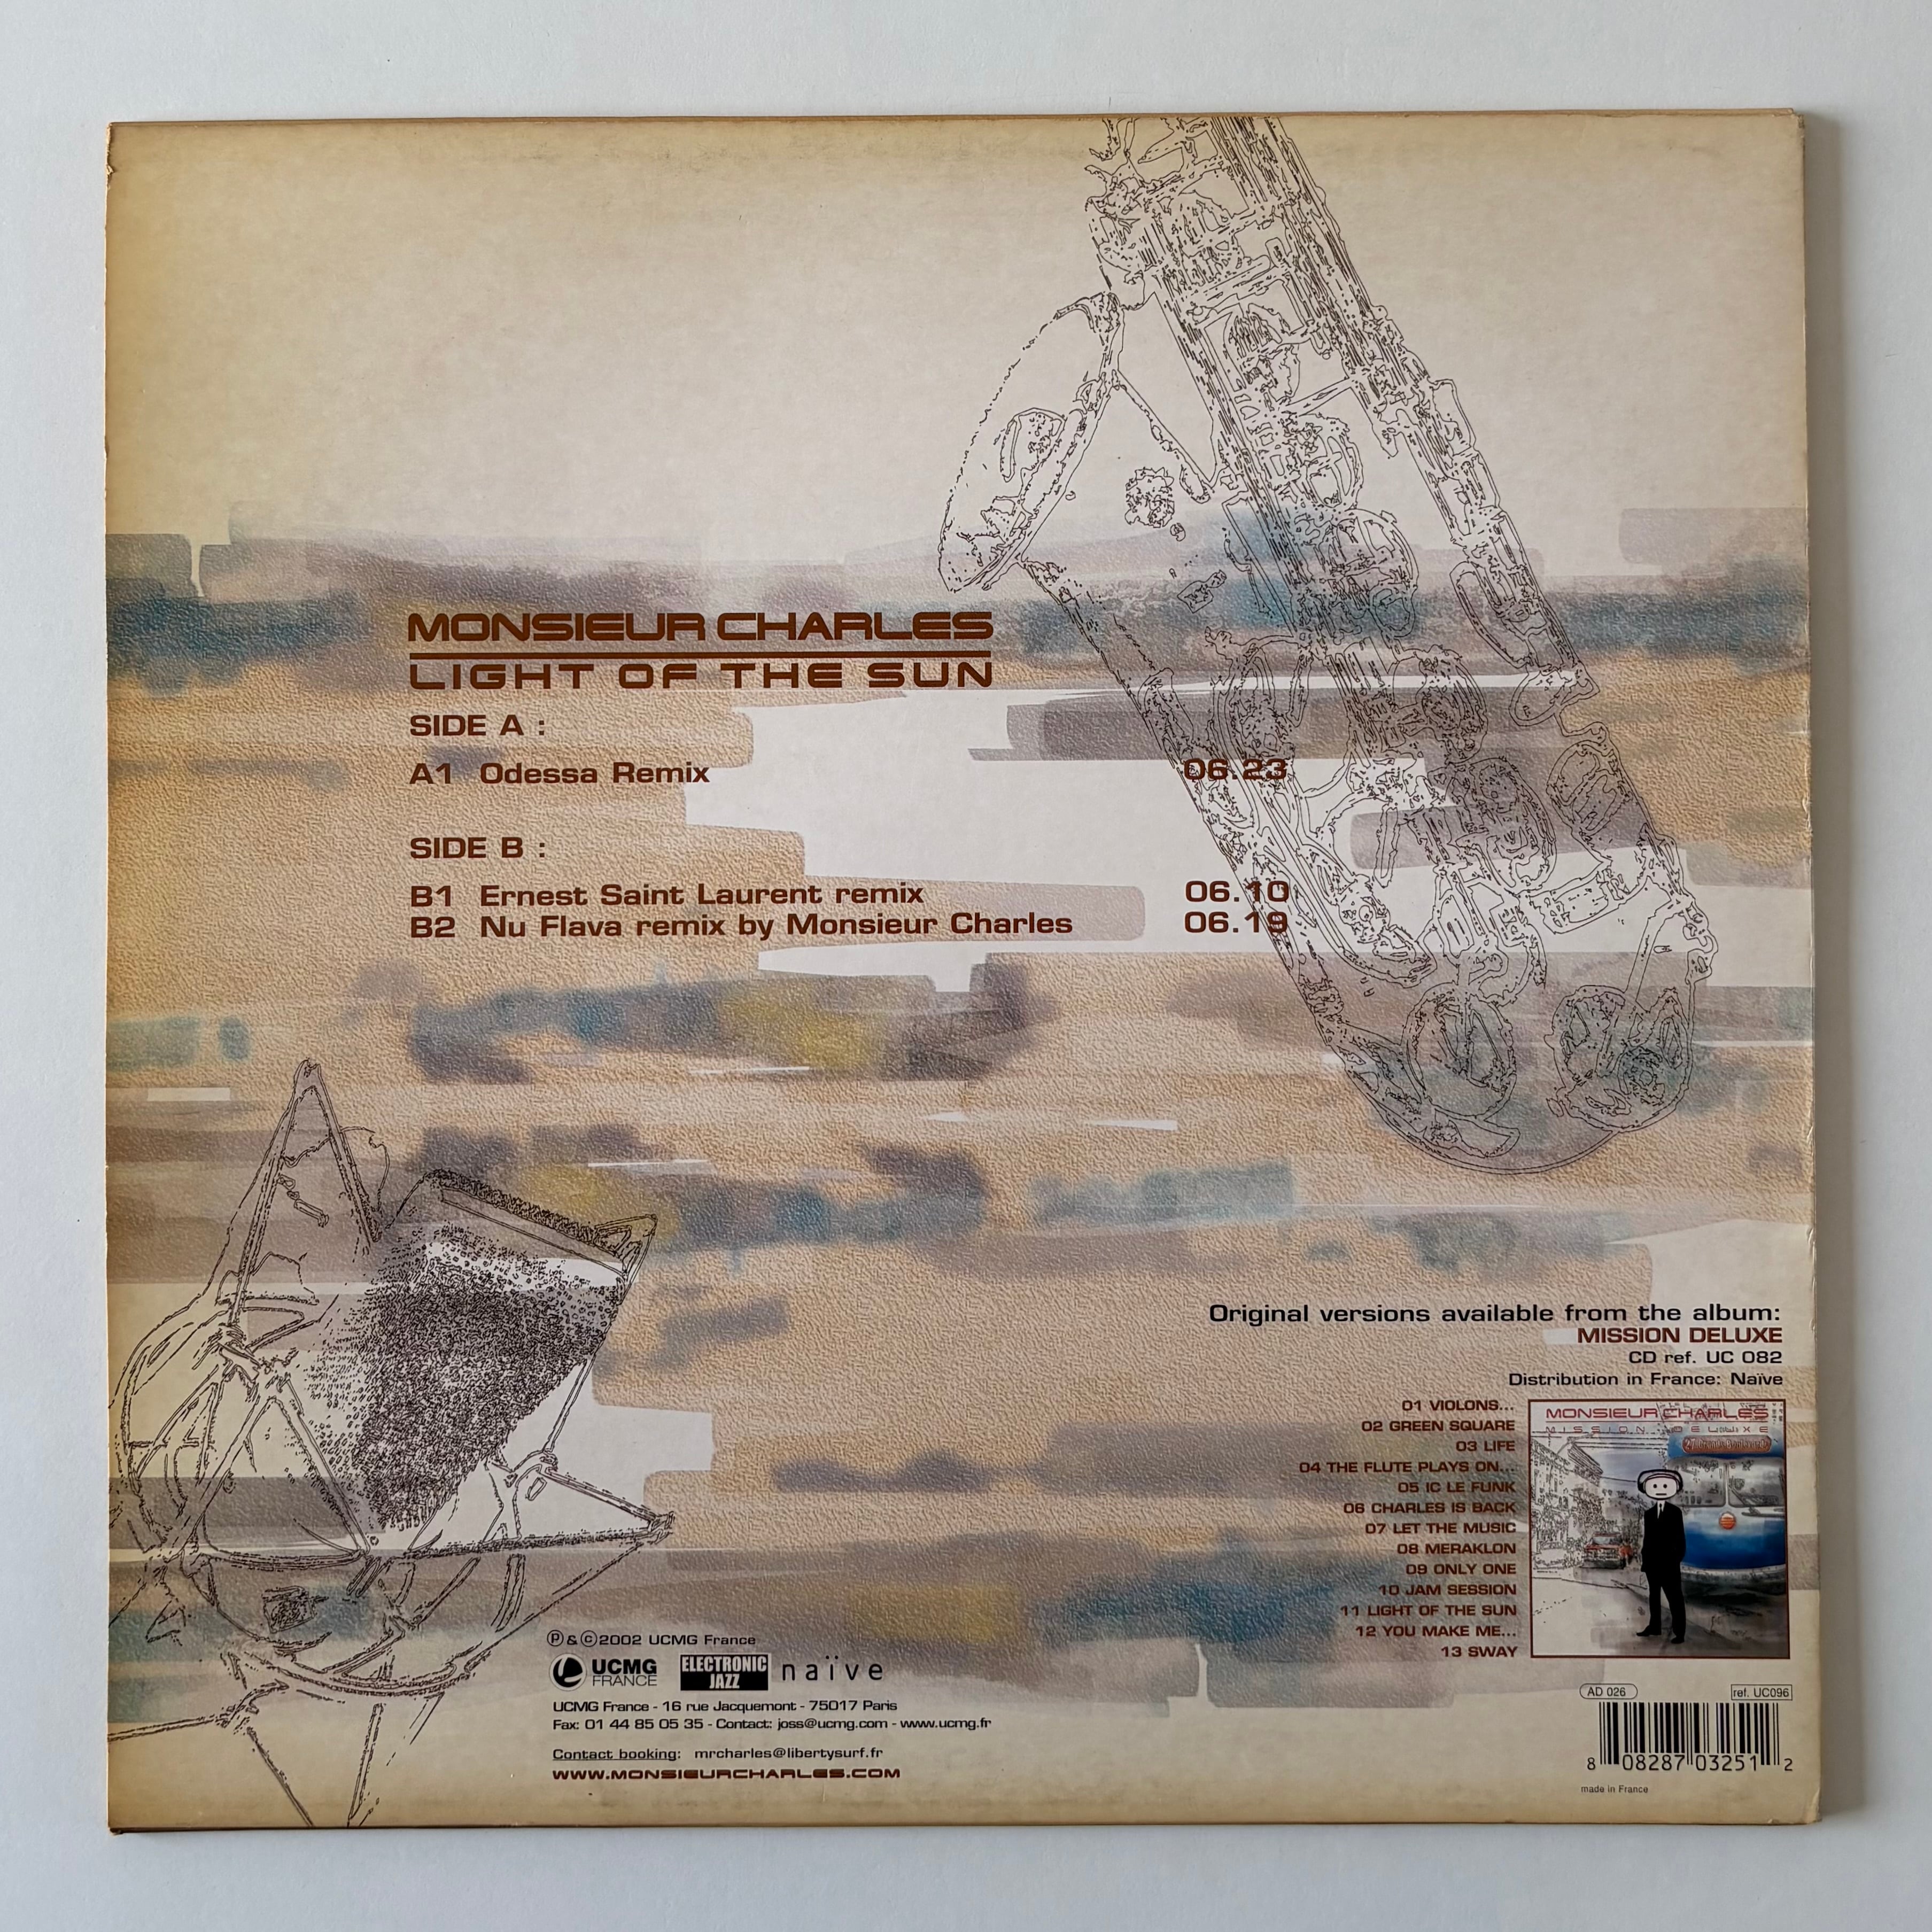 MONSIEUR CHARLES
LIGHT OF THE SUN
SIDE A :
A1 Odessa Remix 06.23
SIDE B :
B1 Ernest Saint Laurent remix 06.10
B2 Nu Flava remix by Monsieur Charles 06.19
Original versions available from the album:
MISSION DELUXE
CD ref. UC 082
Distribution in France: Naïve
01 VIOLONS...
02 GREEN SQUARE
03 LIFE
04 THE FLUTE PLAYS ON...
05 IC LE FUNK
06 CHARLES IS BACK
07 LET THE MUSIC
08 MERAKLON
09 ONLY ONE
10 JAM SESSION
11 LIGHT OF THE SUN
12 YOU MAKE ME...
13 SWAY
MONSIEUR CHARLES
MISSION DELUXE
℗ & ©2002 UCMG France
UCMG
FRANCE
ELECTRONIC
JAZZ
naïve
UCMG France - 16 rue Jacquemont - 75017 Paris
Fax: 01 44 85 05 35 - Contact: joss@ucmg.com - www.ucmg.fr
Contact booking: mrcharles@libertysurf.fr
WWW.MONSIEURCHARLES.COM
AD 026
ref. UC096
8 08287 03251 2
made in France